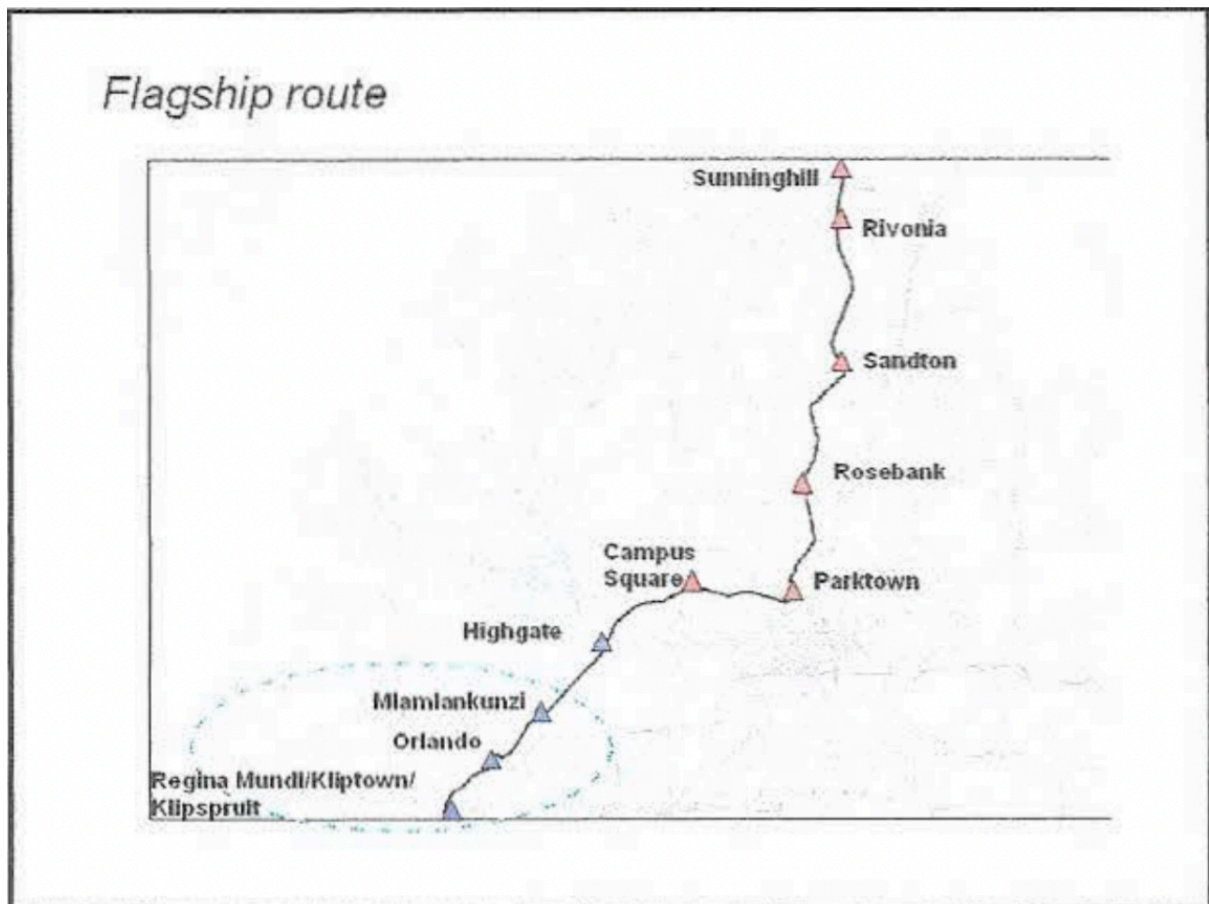 Flagship route
Sunninghill
Rivonia
Sandton
Rosebank
Campus
Square
Parktown
Highgate
Mlamlankunzi
Orlando
Regina Mundi/Kliptown/
Klipspruit